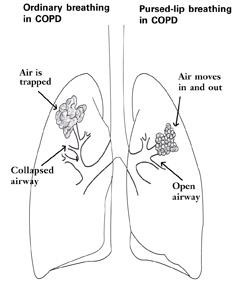 Ordinary breathing
in COPD
Pursed-lip breathing
in COPD
Air is
trapped
Air moves
in and out
Collapsed
airway
Open
airway